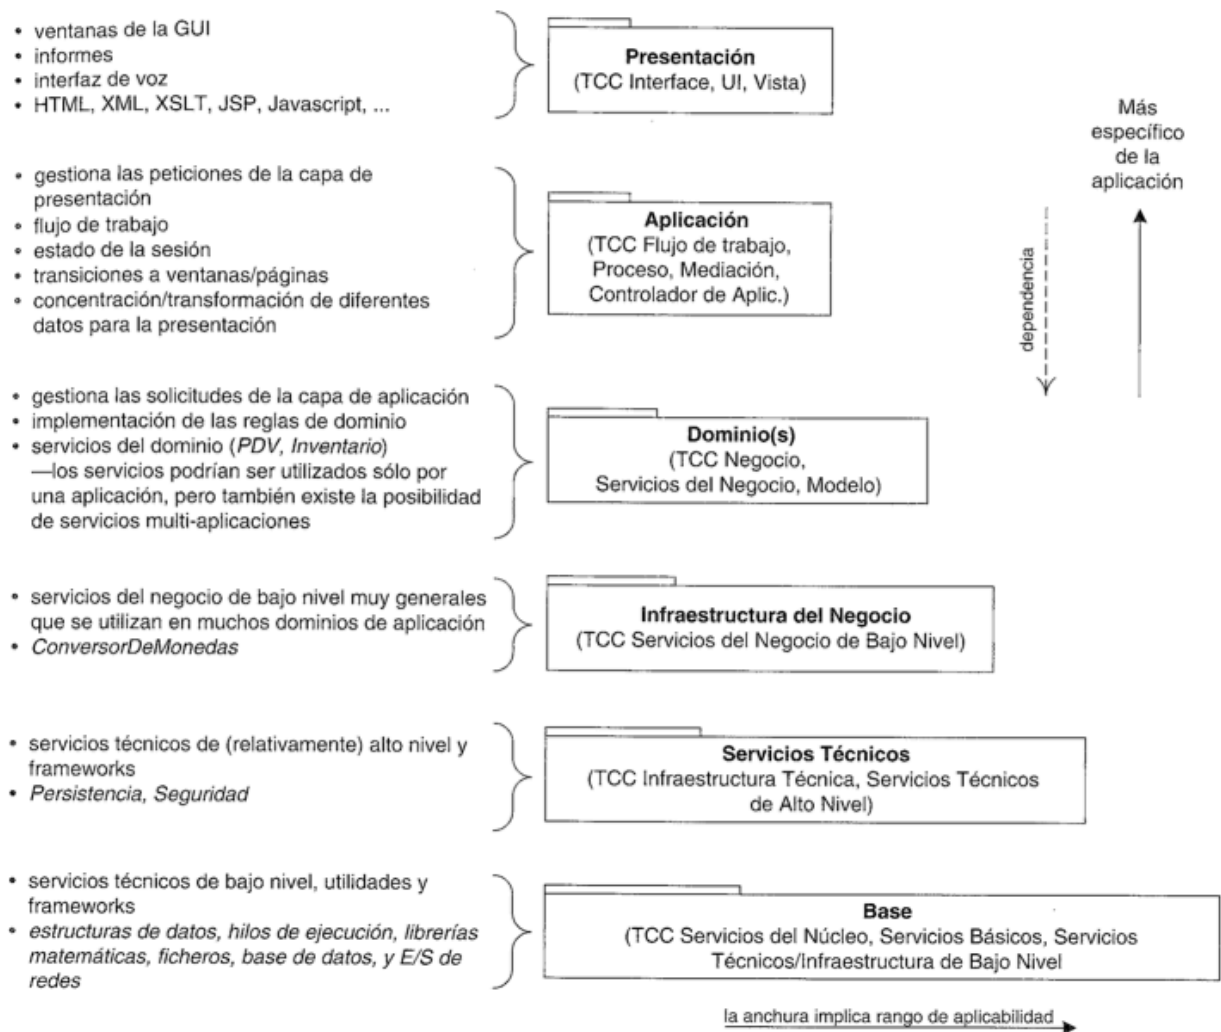 • ventanas de la GUI
• informes
• interfaz de voz
• HTML, XML, XSLT, JSP, Javascript, ...
Presentación
(TCC Interface, UI, Vista)
Más
específico
de la
aplicación
dependencia
• gestiona las peticiones de la capa de
presentación
• flujo de trabajo
• estado de la sesión
• transiciones a ventanas/páginas
• concentración/transformación de diferentes
datos para la presentación
Aplicación
(TCC Flujo de trabajo,
Proceso, Mediación,
Controlador de Aplic.)
• gestiona las solicitudes de la capa de aplicación
• implementación de las reglas de dominio
• servicios del dominio (PDV, Inventario)
—los servicios podrían ser utilizados sólo por
una aplicación, pero también existe la posibilidad
de servicios multi-aplicaciones
Dominio(s)
(TCC Negocio,
Servicios del Negocio, Modelo)
• servicios del negocio de bajo nivel muy generales
que se utilizan en muchos dominios de aplicación
• ConversorDeMonedas
Infraestructura del Negocio
(TCC Servicios del Negocio de Bajo Nivel)
• servicios técnicos de (relativamente) alto nivel y
frameworks
• Persistencia, Seguridad
Servicios Técnicos
(TCC Infraestructura Técnica, Servicios Técnicos
de Alto Nivel)
• servicios técnicos de bajo nivel, utilidades y
frameworks
• estructuras de datos, hilos de ejecución, librerías
matemáticas, ficheros, base de datos, y E/S de
redes
Base
(TCC Servicios del Núcleo, Servicios Básicos, Servicios
Técnicos/Infraestructura de Bajo Nivel
la anchura implica rango de aplicabilidad